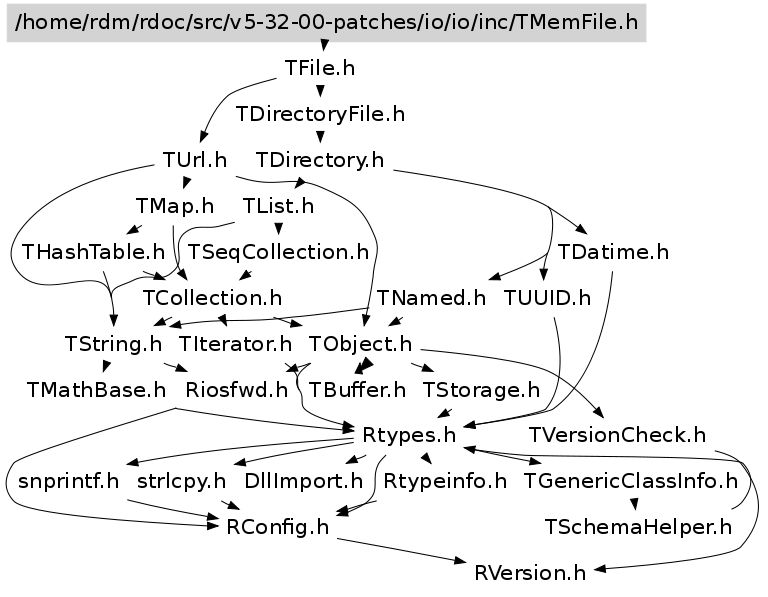 /home/rdm/rdoc/src/v5-32-00-patches/io/io/inc/TMemFile.h
TFile.h
TDirectoryFile.h
TUrl.h TDirectory.h
TMap.h TList.h
THashTable.h TSeqCollection.h TDatime.h
TCollection.h TNamed.h TUUID.h
TString.h TIterator.h TObject.h
TMathBase.h Riosfwd.h TBuffer.h TStorage.h
Rtypes.h TVersionCheck.h
snprintf.h strlcpy.h DllImport.h Rtypeinfo.h TGenericClassInfo.h
RConfig.h TSchemaHelper.h
RVersion.h